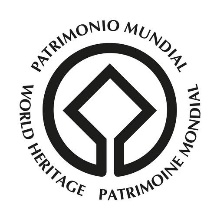 PATRIMONIO MUNDIAL
WORLD HERITAGE
PATRIMOINE MONDIAL